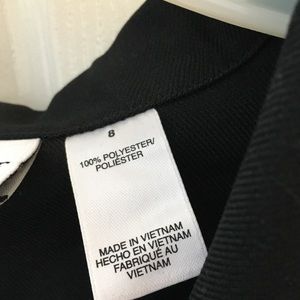 8
100% POLYESTER/
POLIÉSTER
MADE IN VIETNAM
HECHO EN VIETNAM
FABRIQUÉ AU
VIETNAM